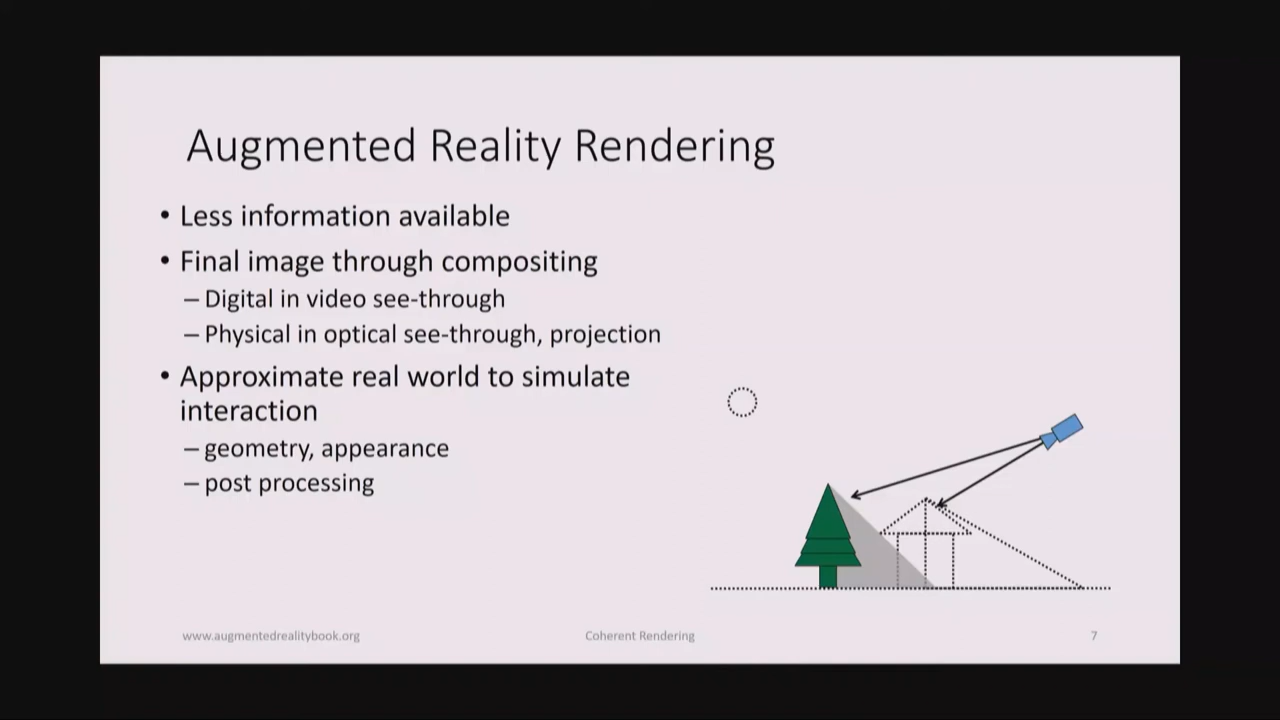 Augmented Reality Rendering
• Less information available
• Final image through compositing
– Digital in video see-through
– Physical in optical see-through, projection
• Approximate real world to simulate
interaction
– geometry, appearance
– post processing
www.augmentedrealitybook.org
Coherent Rendering
7